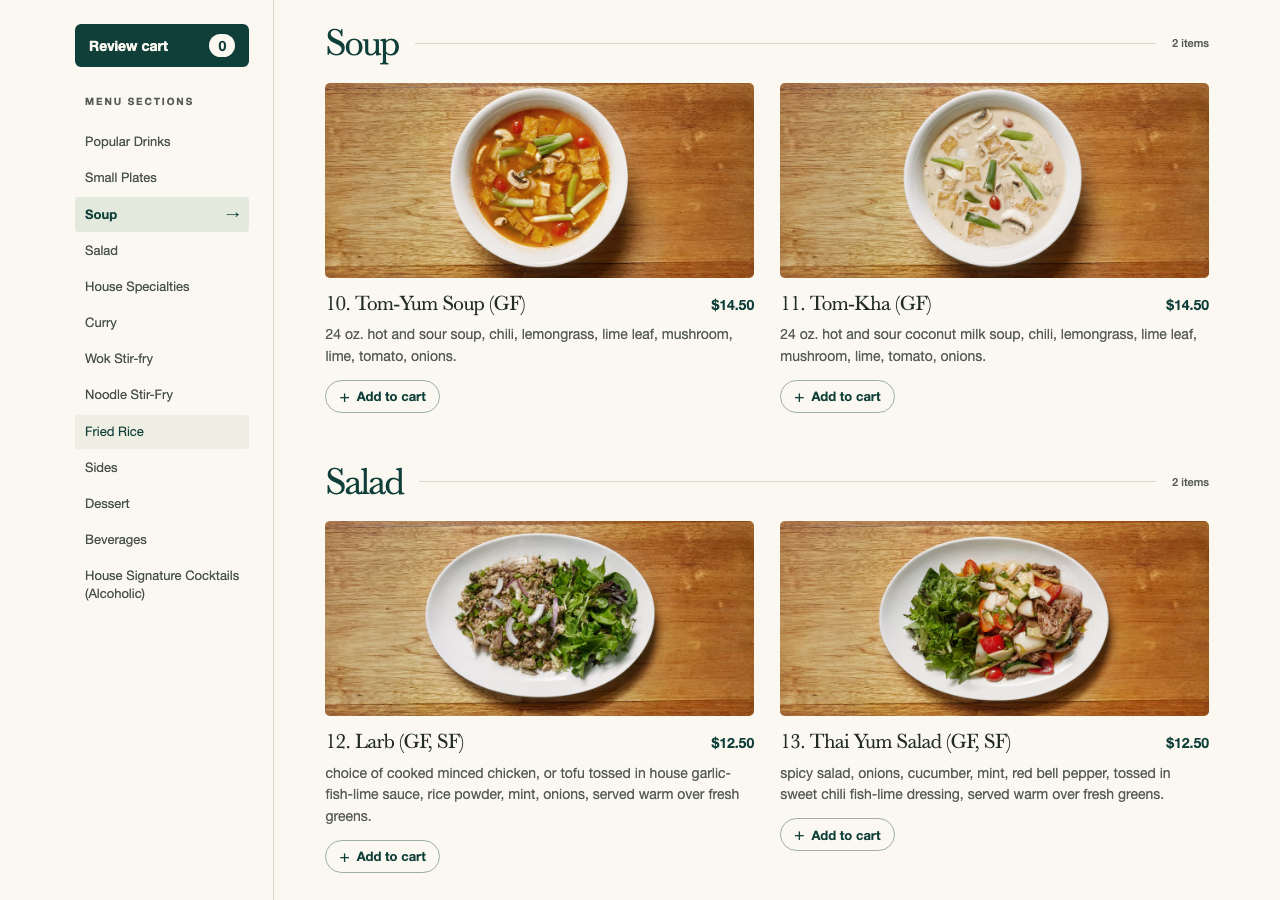 Review cart 0
MENU SECTIONS
Popular Drinks
Small Plates
Soup →
Salad
House Specialties
Curry
Wok Stir-fry
Noodle Stir-Fry
Fried Rice
Sides
Dessert
Beverages
House Signature Cocktails
(Alcoholic)
Soup 2 items
10. Tom-Yum Soup (GF) $14.50
24 oz. hot and sour soup, chili, lemongrass, lime leaf, mushroom,
lime, tomato, onions.
+ Add to cart
11. Tom-Kha (GF) $14.50
24 oz. hot and sour coconut milk soup, chili, lemongrass, lime leaf,
mushroom, lime, tomato, onions.
+ Add to cart
Salad 2 items
12. Larb (GF, SF) $12.50
choice of cooked minced chicken, or tofu tossed in house garlic-
fish-lime sauce, rice powder, mint, onions, served warm over fresh
greens.
+ Add to cart
13. Thai Yum Salad (GF, SF) $12.50
spicy salad, onions, cucumber, mint, red bell pepper, tossed in
sweet chili fish-lime dressing, served warm over fresh greens.
+ Add to cart